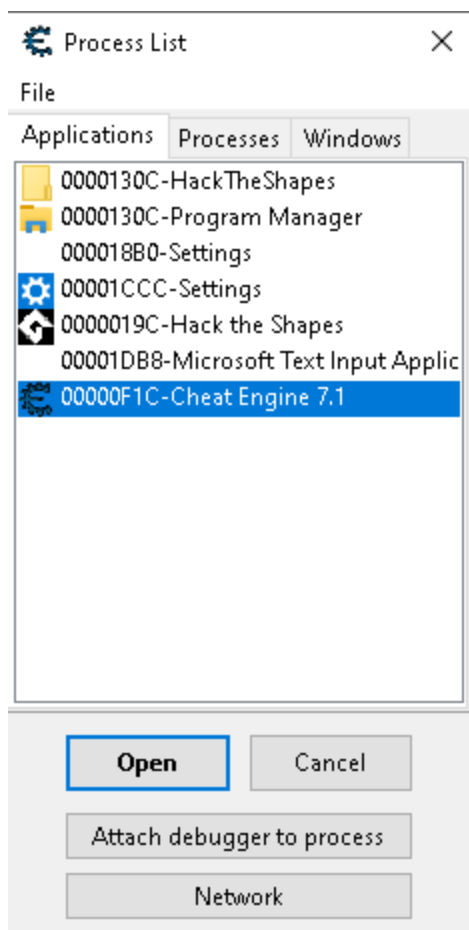 Process List
File
Applications Processes Windows
0000130C-HackTheShapes
0000130C-Program Manager
000018B0-Settings
00001CCC-Settings
0000019C-Hack the Shapes
00001DB8-Microsoft Text Input Applic
00000F1C-Cheat Engine 7.1
Open Cancel
Attach debugger to process
Network